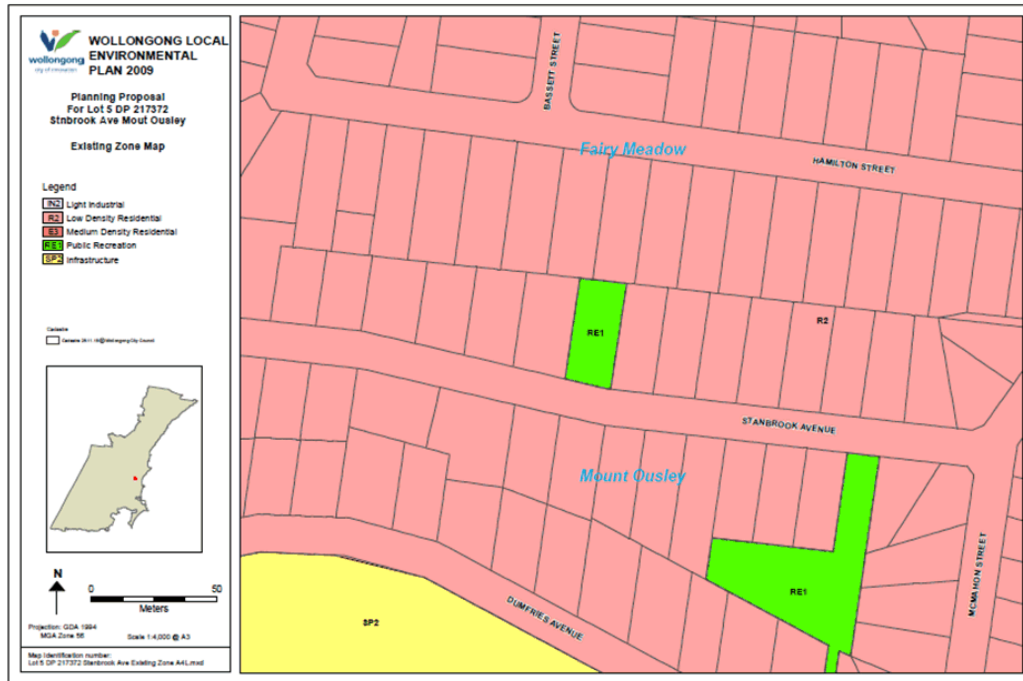 WOLLONGONG LOCAL
ENVIRONMENTAL
PLAN 2009
wollongong
city of innovation
Planning Proposal
For Lot 5 DP 217372
Stnbrook Ave Mout Ousley
Existing Zone Map
Legend
IN2 Light Industrial
R2 Low Density Residential
E3 Medium Density Residential
RE1 Public Recreation
SP2 Infrastructure
Cadastre
N
0 50
Meters
Projection: GDA 1994
MGA Zone 56
Scale 1:4,000 @ A3
Map Identification number:
Lot 5 DP 217372 Stanbrook Ave Existing Zone A4L.mxd
BASSETT STREET
Fairy Meadow
HAMILTON STREET
RE1
R2
STANBROOK AVENUE
Mount Ousley
MCMAHON STREET
RE1
DUMFRIES AVENUE
SP2